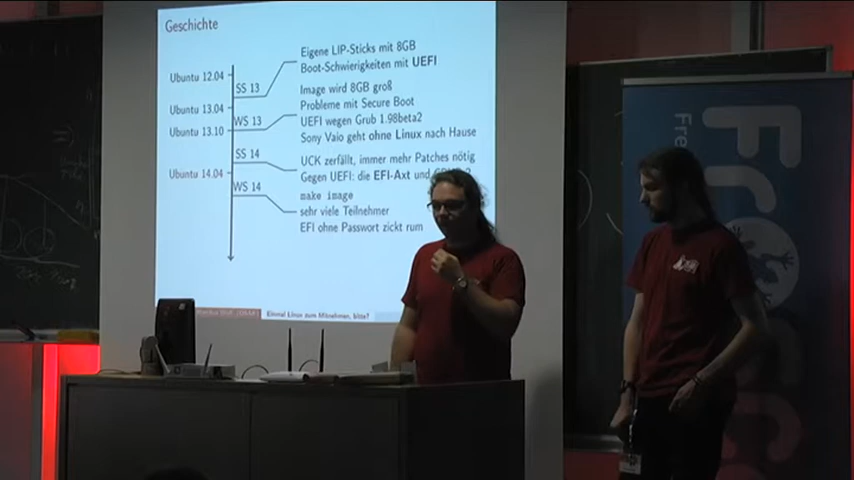 Geschichte
Ubuntu 12.04
SS 13
Eigene LIP-Sticks mit 8GB
Boot-Schwierigkeiten mit UEFI
Ubuntu 13.04
WS 13
Ubuntu 13.10
Image wird 8GB groß
Probleme mit Secure Boot
UEFI wegen Grub 1.98beta2
Sony Vaio geht ohne Linux nach Hause
SS 14
Ubuntu 14.04
UCK zerfällt, immer mehr Patches nötig
Gegen UEFI: die EFI-Axt und
WS 14
make image
sehr viele Teilnehmer
EFI ohne Passwort zickt rum
Einmal Linux zum Mitnehmen, bitte?
Fre
FrOSCo